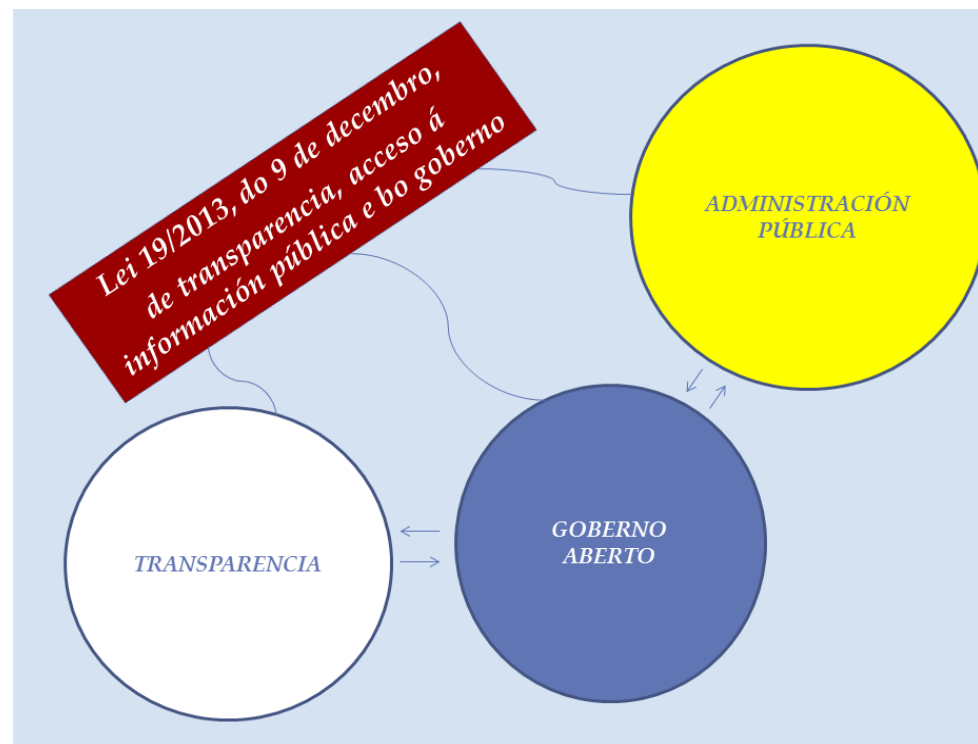 Lei 19/2013, do 9 de decembro,
de transparencia, acceso á
información pública e bo goberno
ADMINISTRACIÓN
PÚBLICA
GOBERNO
ABERTO
TRANSPARENCIA